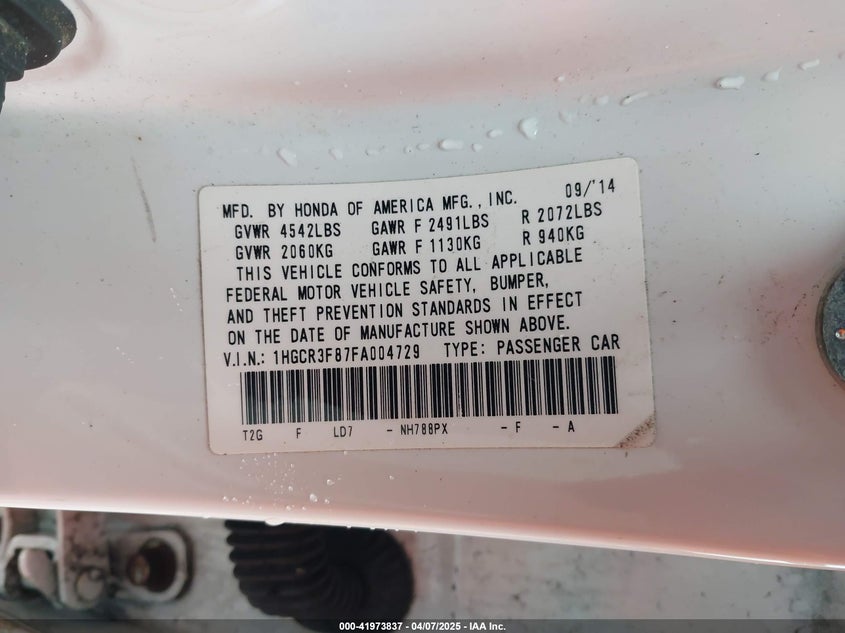 MFD. BY HONDA OF AMERICA MFG., INC. 09/'14
GVWR 4542LBS GAWR F 2491LBS R 2072LBS
GVWR 2060KG GAWR F 1130KG R 940KG
THIS VEHICLE CONFORMS TO ALL APPLICABLE
FEDERAL MOTOR VEHICLE SAFETY, BUMPER,
AND THEFT PREVENTION STANDARDS IN EFFECT
ON THE DATE OF MANUFACTURE SHOWN ABOVE.
V.I.N.: 1HGCR3F87FA004729 TYPE: PASSENGER CAR
T2G F LD7 -NH788PX -F -A
000-41973837 - 04/07/2025 - IAA Inc.